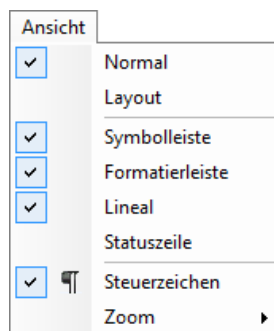 Ansicht
Normal
Layout
Symbolleiste
Formatierleiste
Lineal
Statuszeile
¶ Steuerzeichen
Zoom